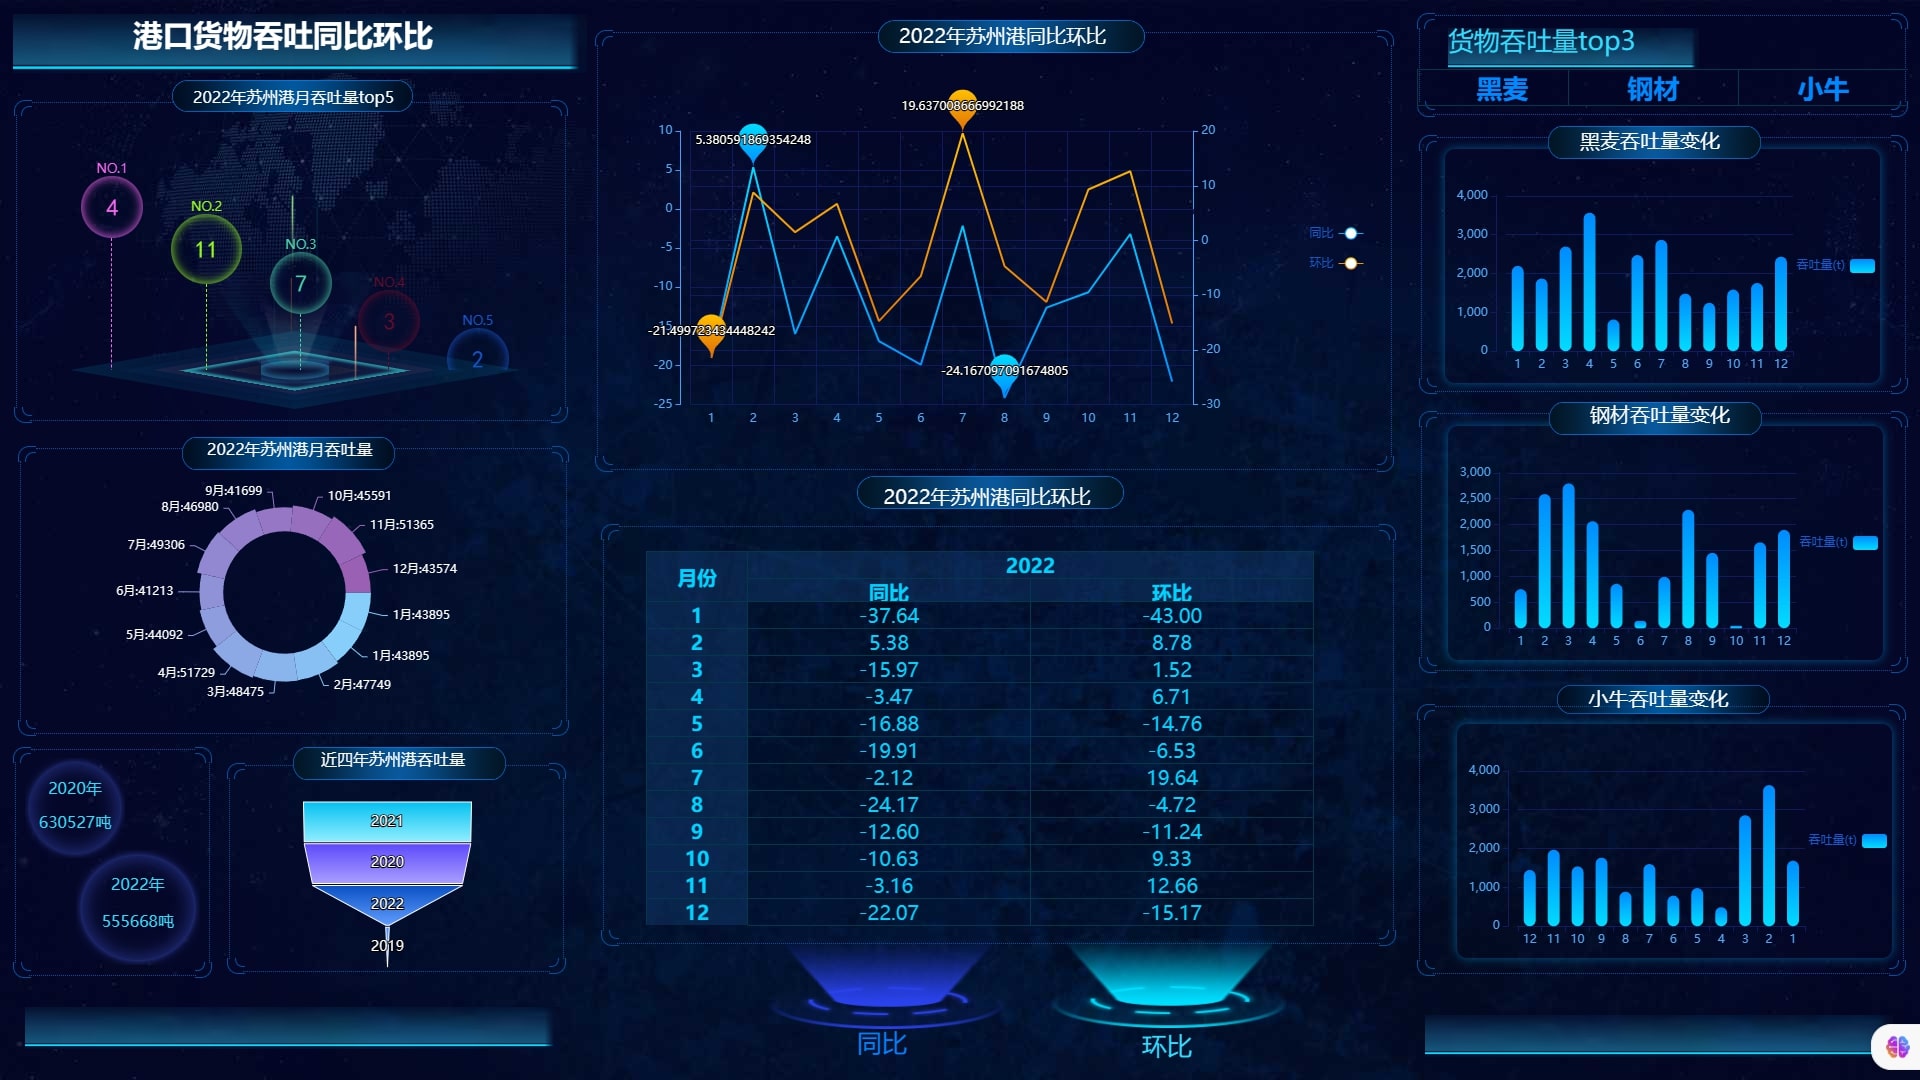 港口货物吞吐同比环比
2022年苏州港月吞吐量top5
NO.1
4
NO.2
11
NO.3
7
NO.4
3
NO.5
2
2022年苏州港月吞吐量
9月:41699
10月:45591
8月:46980
11月:51365
7月:49306
12月:43574
6月:41213
1月:43895
5月:44092
1月:43895
4月:51729
2月:47749
3月:48475
2020年
630527吨
2022年
555668吨
近四年苏州港吞吐量
2021
2020
2022
2019
2022年苏州港同比环比
19.637008666992188
5.380591869354248
-21.499723434448242
-24.167097091674805
10
5
0
-5
-10
-15
-20
-25
20
10
0
-10
-20
-30
1 2 3 4 5 6 7 8 9 10 11 12
同比
环比
2022年苏州港同比环比
月份 2022
同比 环比
1 -37.64 -43.00
2 5.38 8.78
3 -15.97 1.52
4 -3.47 6.71
5 -16.88 -14.76
6 -19.91 -6.53
7 -2.12 19.64
8 -24.17 -4.72
9 -12.60 -11.24
10 -10.63 9.33
11 -3.16 12.66
12 -22.07 -15.17
同比 环比
货物吞吐量top3
黑麦 钢材 小牛
黑麦吞吐量变化
4,000
3,000
2,000
1,000
0
1 2 3 4 5 6 7 8 9 10 11 12
吞吐量(t)
钢材吞吐量变化
3,000
2,500
2,000
1,500
1,000
500
0
1 2 3 4 5 6 7 8 9 10 11 12
吞吐量(t)
小牛吞吐量变化
4,000
3,000
2,000
1,000
0
12 11 10 9 8 7 6 5 4 3 2 1
吞吐量(t)